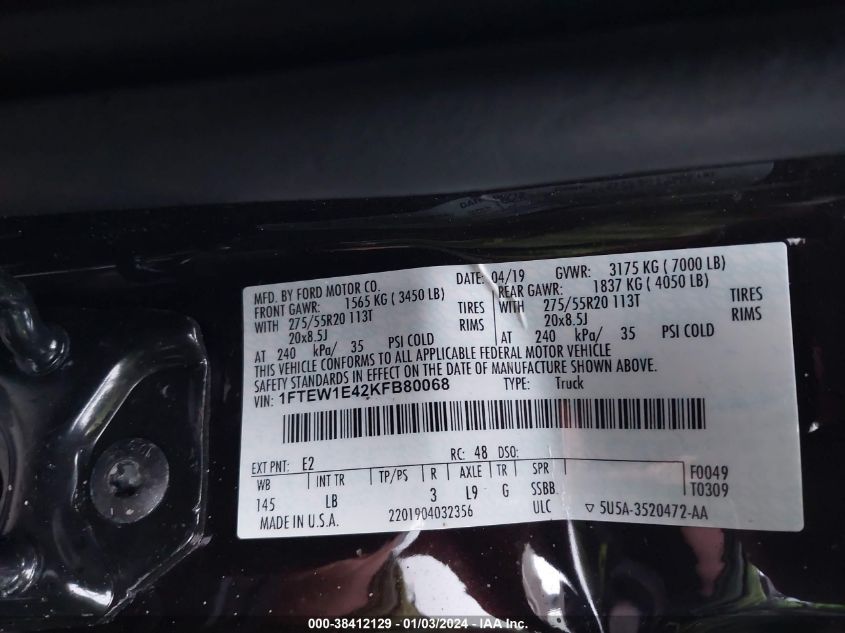 MFD. BY FORD MOTOR CO. DATE: 04/19 GVWR: 3175 KG ( 7000 LB)
FRONT GAWR: 1565 KG ( 3450 LB) REAR GAWR: 1837 KG ( 4050 LB)
WITH 275/55R20 113T TIRES WITH 275/55R20 113T TIRES
20x8.5J RIMS 20x8.5J RIMS
AT 240 kPa/ 35 PSI COLD AT 240 kPa/ 35 PSI COLD
THIS VEHICLE CONFORMS TO ALL APPLICABLE FEDERAL MOTOR VEHICLE
SAFETY STANDARDS IN EFFECT ON THE DATE OF MANUFACTURE SHOWN ABOVE.
VIN: 1FTEW1E42KFB80068 TYPE: Truck
EXT PNT: E2 RC: 48 DSO:
WB INT TR TP/PS R AXLE TR SPR F0049
145 LB 3 L9 G SSBB T0309
MADE IN U.S.A. 2201904032356 ULC ▽ 5U5A-3520472-AA
000-38412129 - 01/03/2024 - IAA Inc.